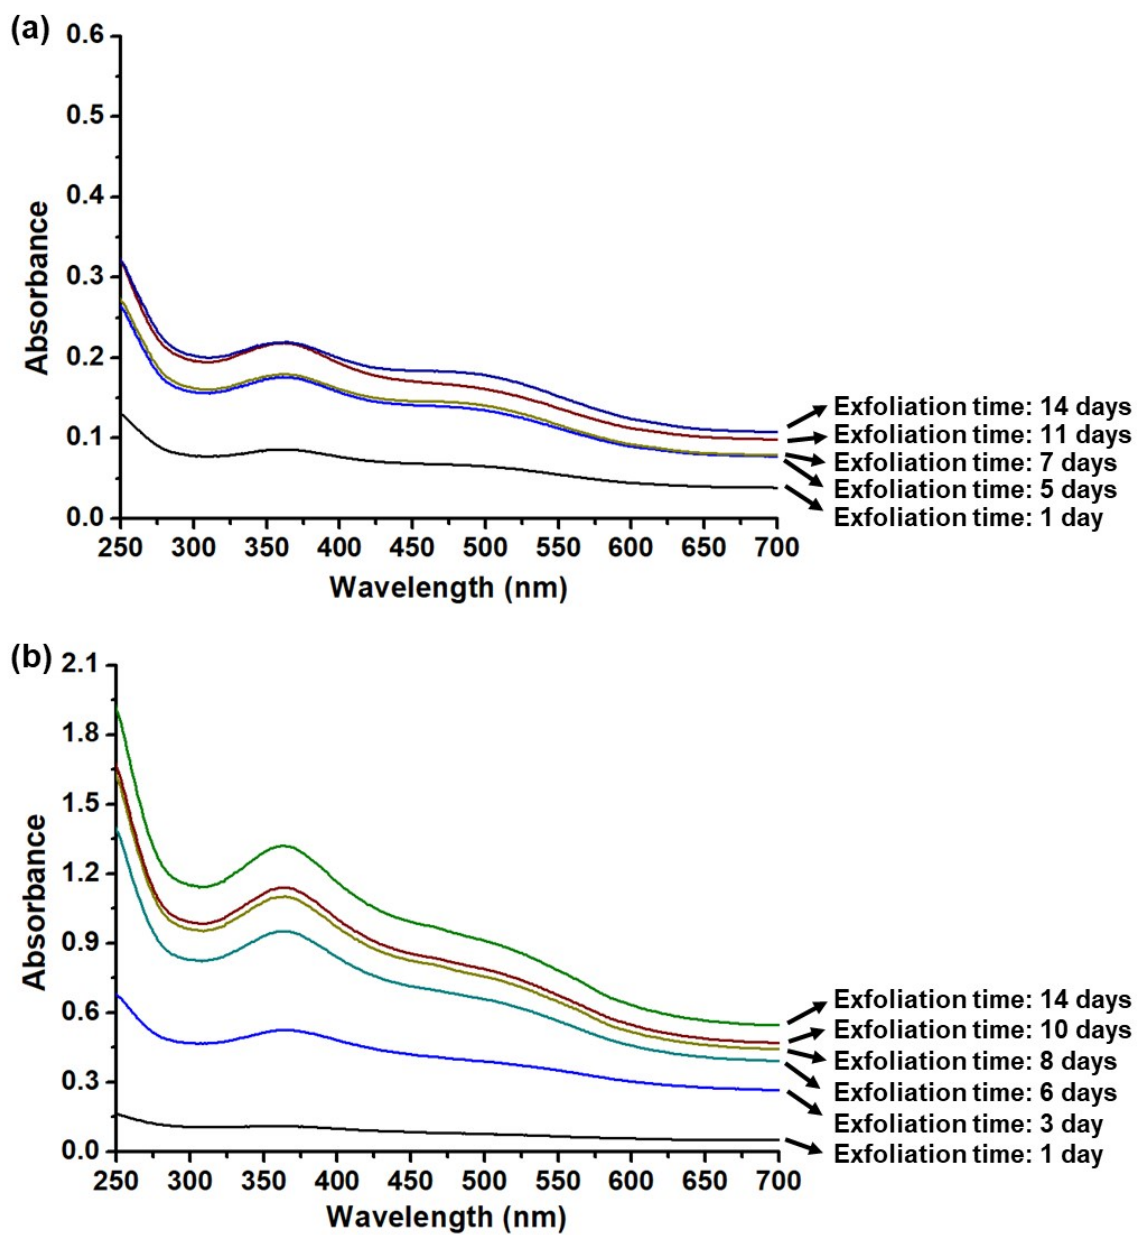 (a)
0.6
0.5
0.4
0.3
0.2
0.1
0.0
Absorbance
250 300 350 400 450 500 550 600 650 700
Wavelength (nm)
Exfoliation time: 14 days
Exfoliation time: 11 days
Exfoliation time: 7 days
Exfoliation time: 5 days
Exfoliation time: 1 day
(b)
2.1
1.8
1.5
1.2
0.9
0.6
0.3
0.0
Absorbance
250 300 350 400 450 500 550 600 650 700
Wavelength (nm)
Exfoliation time: 14 days
Exfoliation time: 10 days
Exfoliation time: 8 days
Exfoliation time: 6 days
Exfoliation time: 3 day
Exfoliation time: 1 day